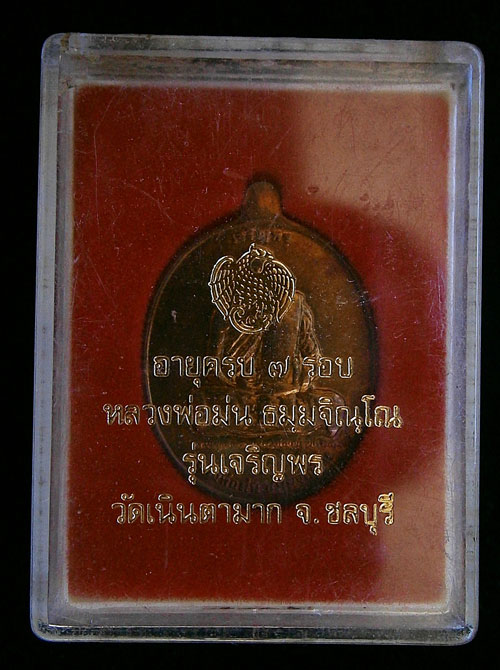 อายุครบ ๗ รอบ
หลวงพ่อม่น ธมฺมจิณฺโณ
รุ่นเจริญพร
วัดเนินตามาก จ.ชลบุรี